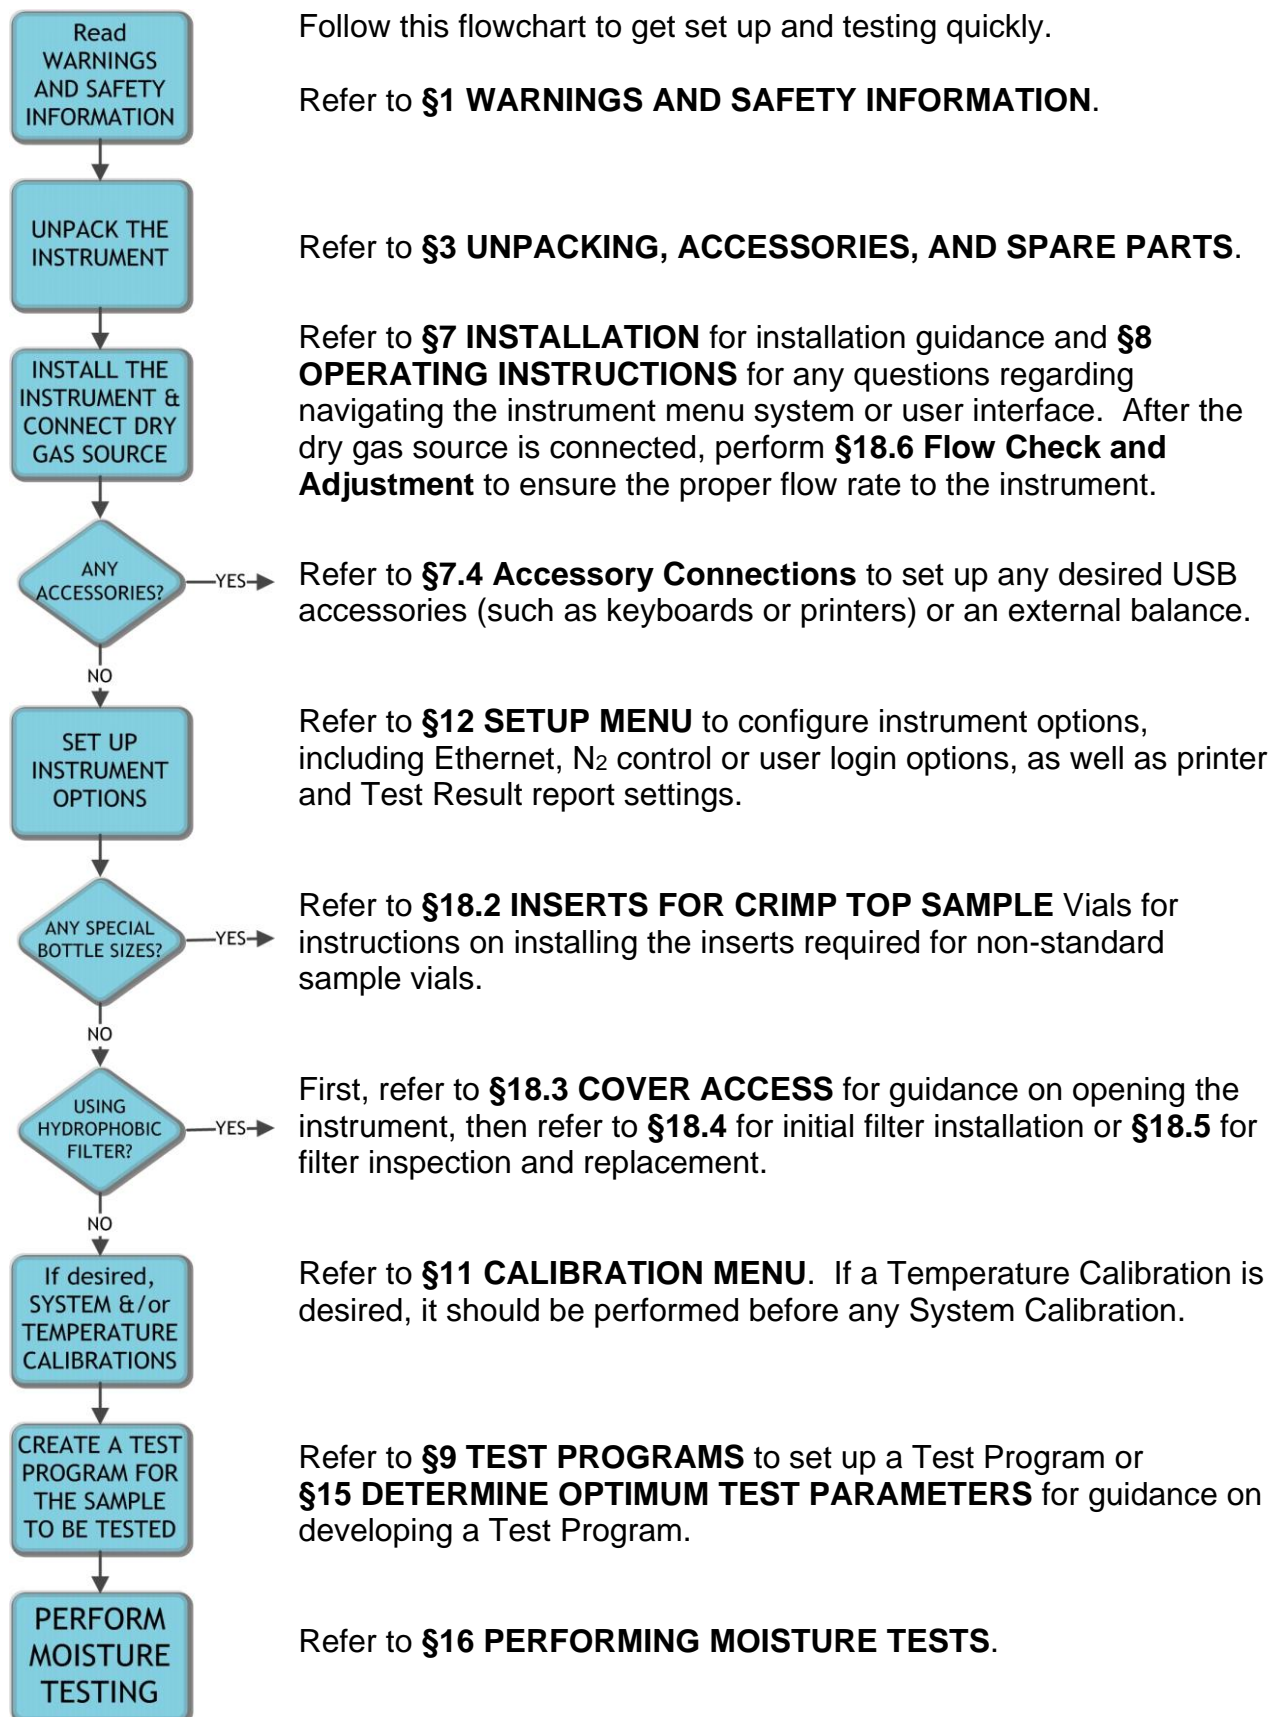 Read
WARNINGS
AND SAFETY
INFORMATION
Follow this flowchart to get set up and testing quickly.
Refer to §1 WARNINGS AND SAFETY INFORMATION.
UNPACK THE
INSTRUMENT
Refer to §3 UNPACKING, ACCESSORIES, AND SPARE PARTS.
INSTALL THE
INSTRUMENT &
CONNECT DRY
GAS SOURCE
Refer to §7 INSTALLATION for installation guidance and §8
OPERATING INSTRUCTIONS for any questions regarding
navigating the instrument menu system or user interface. After the
dry gas source is connected, perform §18.6 Flow Check and
Adjustment to ensure the proper flow rate to the instrument.
ANY
ACCESSORIES?
YES
Refer to §7.4 Accessory Connections to set up any desired USB
accessories (such as keyboards or printers) or an external balance.
NO
SET UP
INSTRUMENT
OPTIONS
Refer to §12 SETUP MENU to configure instrument options,
including Ethernet, N2 control or user login options, as well as printer
and Test Result report settings.
ANY SPECIAL
BOTTLE SIZES?
YES
Refer to §18.2 INSERTS FOR CRIMP TOP SAMPLE Vials for
instructions on installing the inserts required for non-standard
sample vials.
NO
USING
HYDROPHOBIC
FILTER?
YES
First, refer to §18.3 COVER ACCESS for guidance on opening the
instrument, then refer to §18.4 for initial filter installation or §18.5 for
filter inspection and replacement.
NO
If desired,
SYSTEM &/or
TEMPERATURE
CALIBRATIONS
Refer to §11 CALIBRATION MENU. If a Temperature Calibration is
desired, it should be performed before any System Calibration.
CREATE A TEST
PROGRAM FOR
THE SAMPLE
TO BE TESTED
Refer to §9 TEST PROGRAMS to set up a Test Program or
§15 DETERMINE OPTIMUM TEST PARAMETERS for guidance on
developing a Test Program.
PERFORM
MOISTURE
TESTING
Refer to §16 PERFORMING MOISTURE TESTS.